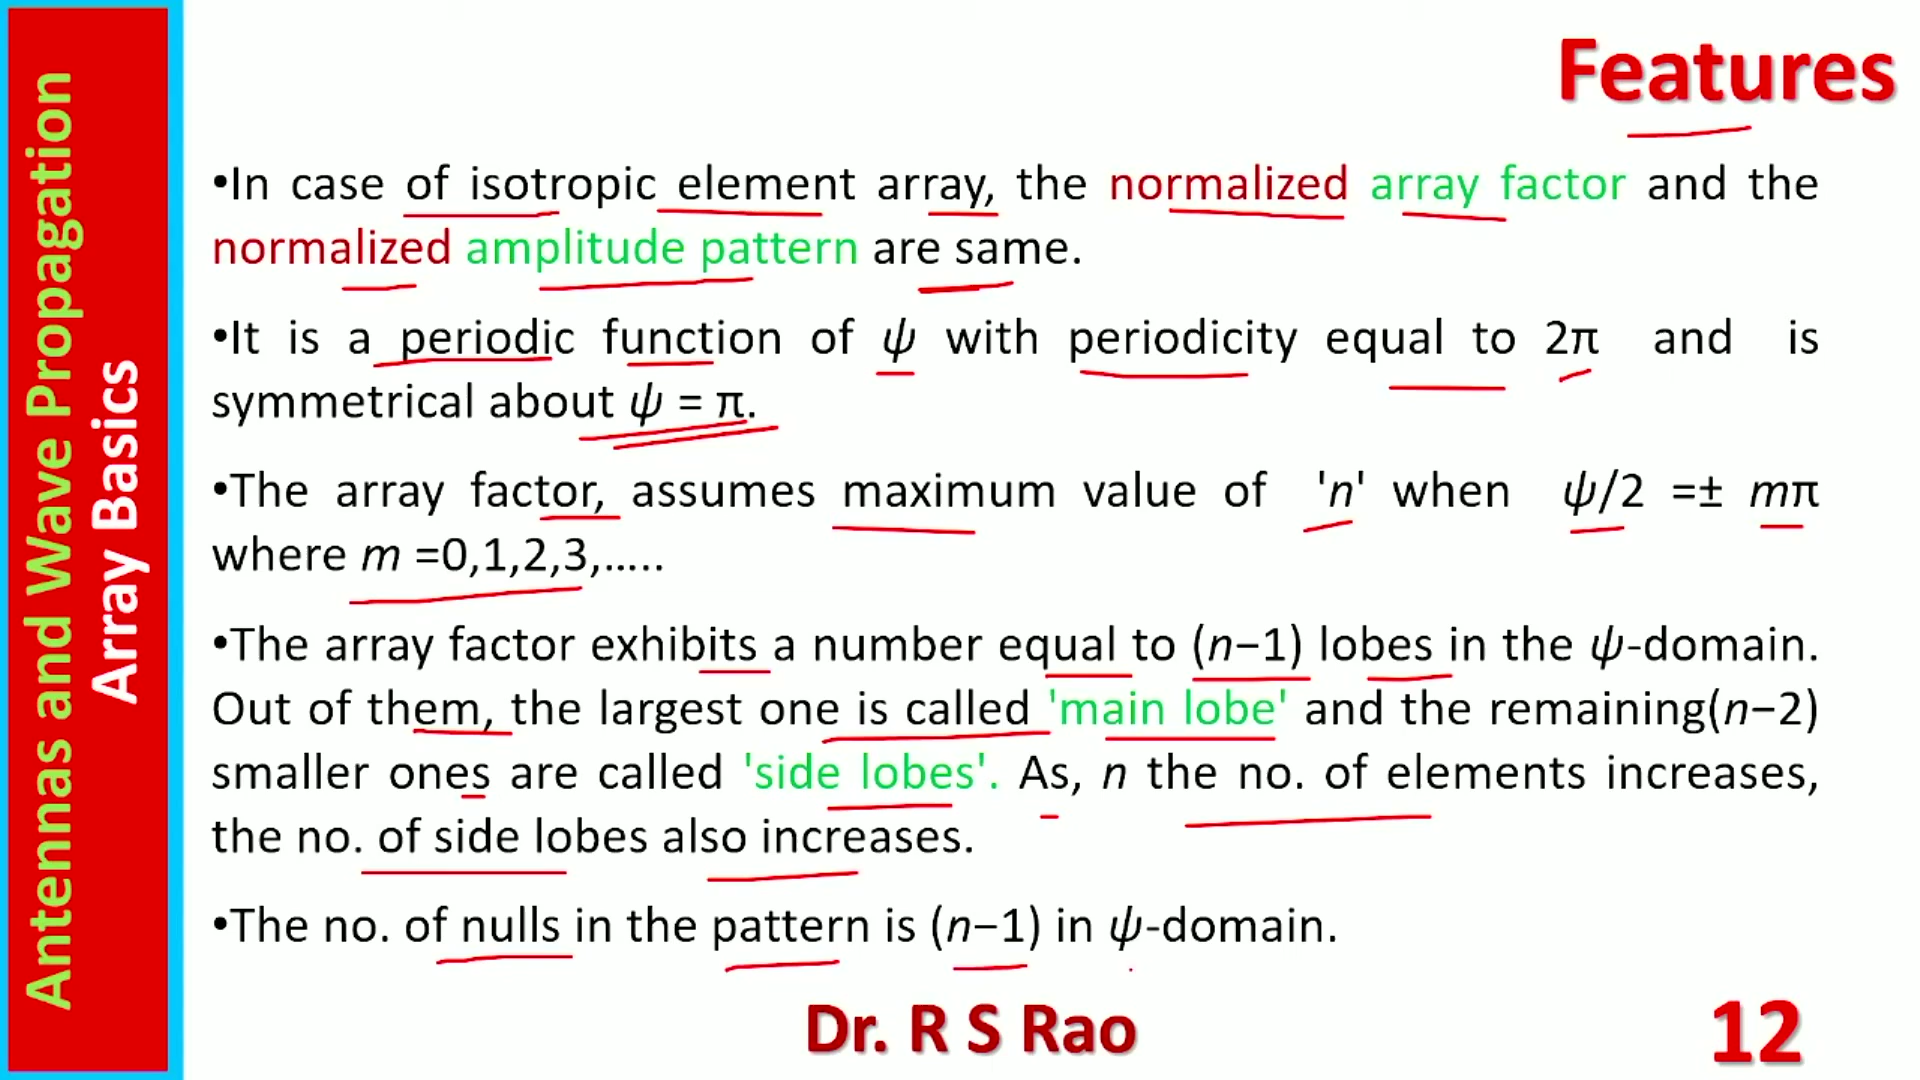 Antennas and Wave Propagation
Array Basics
Features
•In case of isotropic element array, the normalized array factor and the
normalized amplitude pattern are same.
•It is a periodic function of ψ with periodicity equal to 2π and is
symmetrical about ψ = π.
•The array factor, assumes maximum value of 'n' when ψ/2 =± mπ
where m =0,1,2,3,.....
•The array factor exhibits a number equal to (n−1) lobes in the ψ-domain.
Out of them, the largest one is called 'main lobe' and the remaining(n−2)
smaller ones are called 'side lobes'. As, n the no. of elements increases,
the no. of side lobes also increases.
•The no. of nulls in the pattern is (n−1) in ψ-domain.
Dr. R S Rao
12